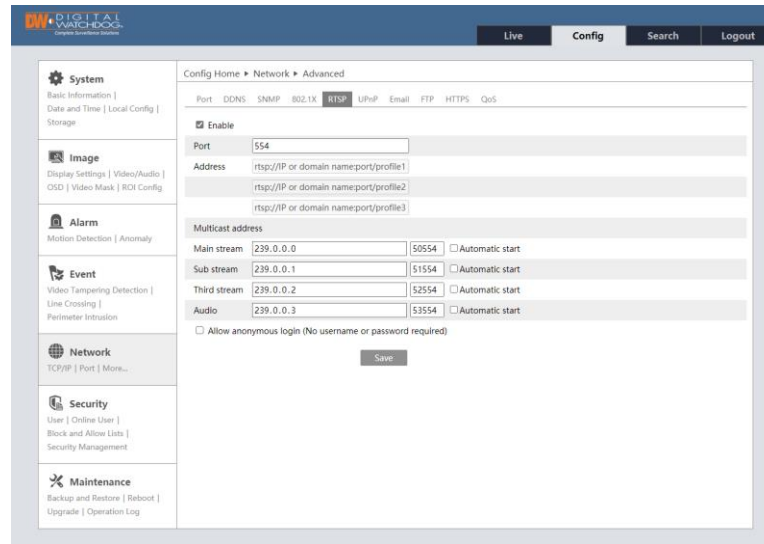 DW DIGITAL
WATCHDOG®
Complete Surveillance Solutions
Live Config Search Logout
System
Basic Information |
Date and Time | Local Config |
Storage
Image
Display Settings | Video/Audio |
OSD | Video Mask | ROI Config
Alarm
Motion Detection | Anomaly
Event
Video Tampering Detection |
Line Crossing |
Perimeter Intrusion
Network
TCP/IP | Port | More...
Security
User | Online User |
Block and Allow Lists |
Security Management
Maintenance
Backup and Restore | Reboot |
Upgrade | Operation Log
Config Home ▸ Network ▸ Advanced
Port DDNS SNMP 802.1X RTSP UPnP Email FTP HTTPS QoS
Enable
Port 554
Address rtsp://IP or domain name:port/profile1
rtsp://IP or domain name:port/profile2
rtsp://IP or domain name:port/profile3
Multicast address
Main stream 239.0.0.0 50554 Automatic start
Sub stream 239.0.0.1 51554 Automatic start
Third stream 239.0.0.2 52554 Automatic start
Audio 239.0.0.3 53554 Automatic start
Allow anonymous login (No username or password required)
Save